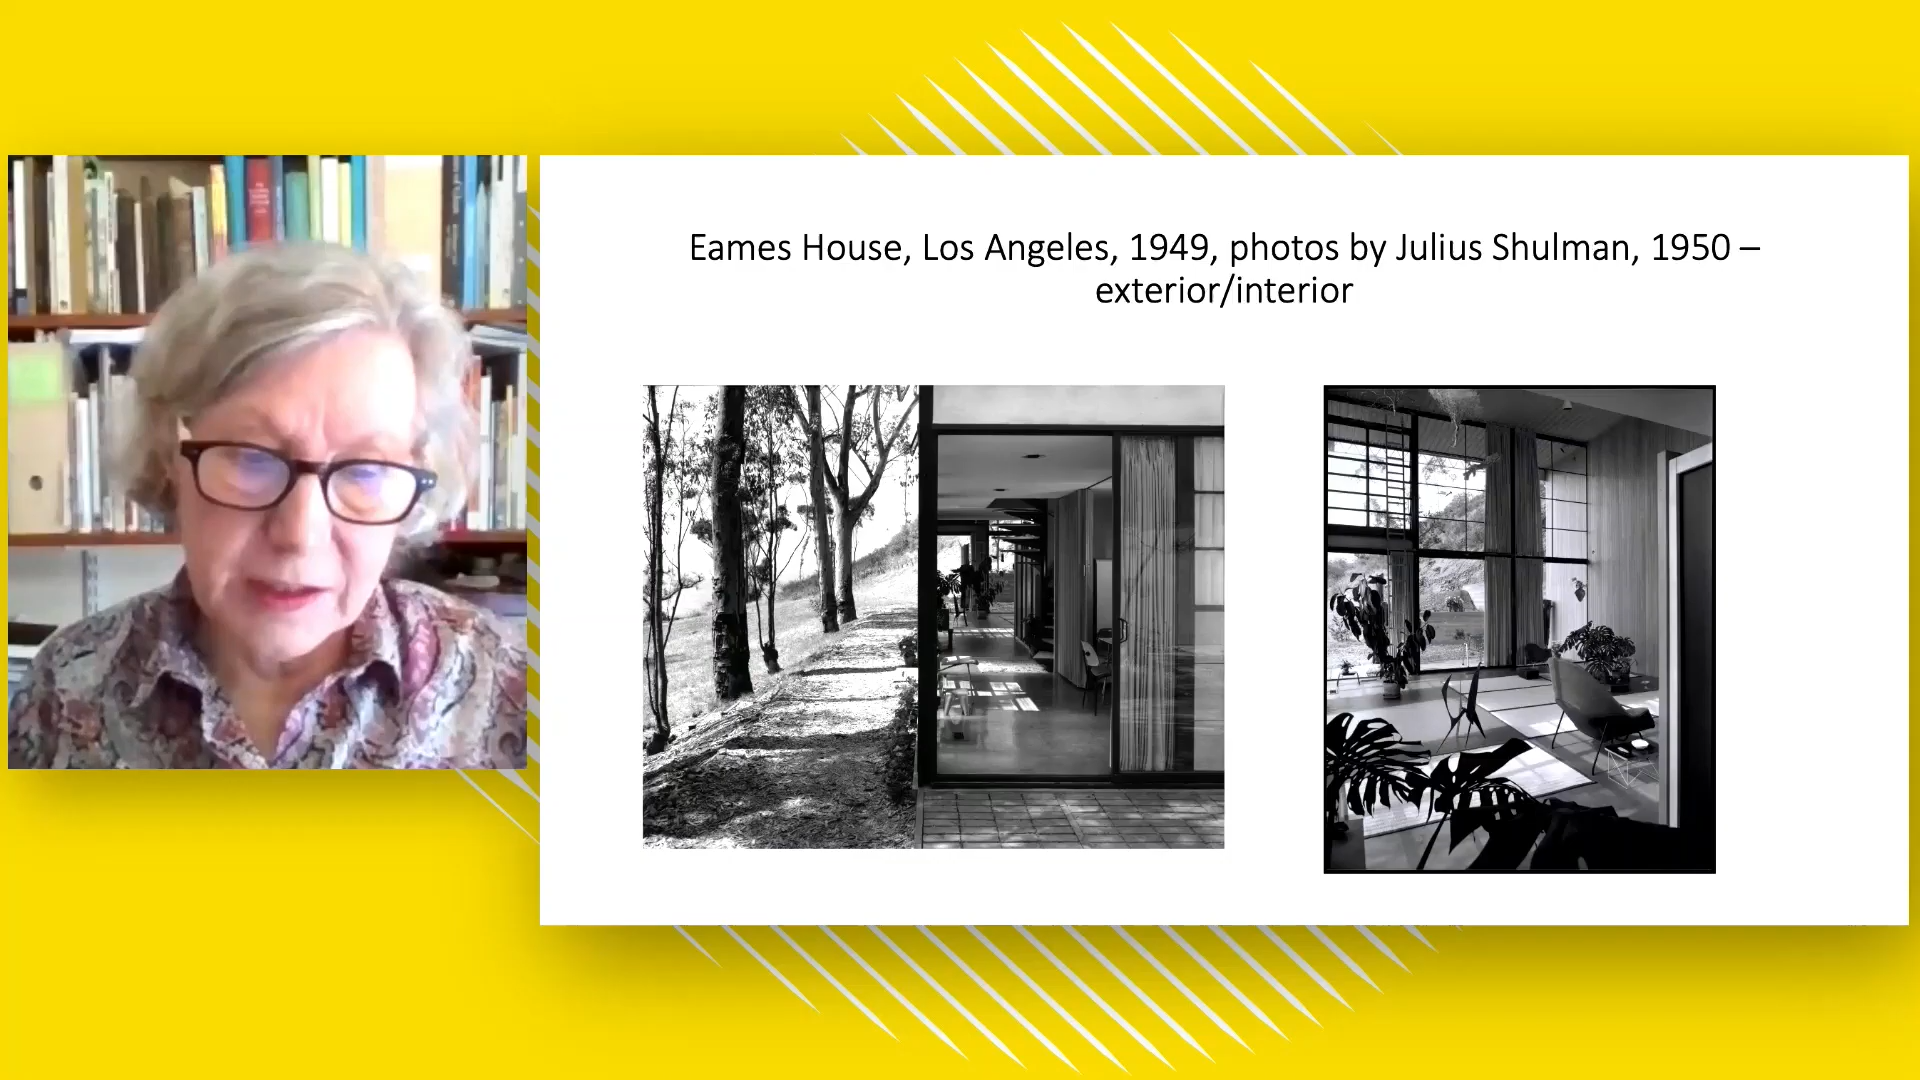 Eames House, Los Angeles, 1949, photos by Julius Shulman, 1950 –
exterior/interior